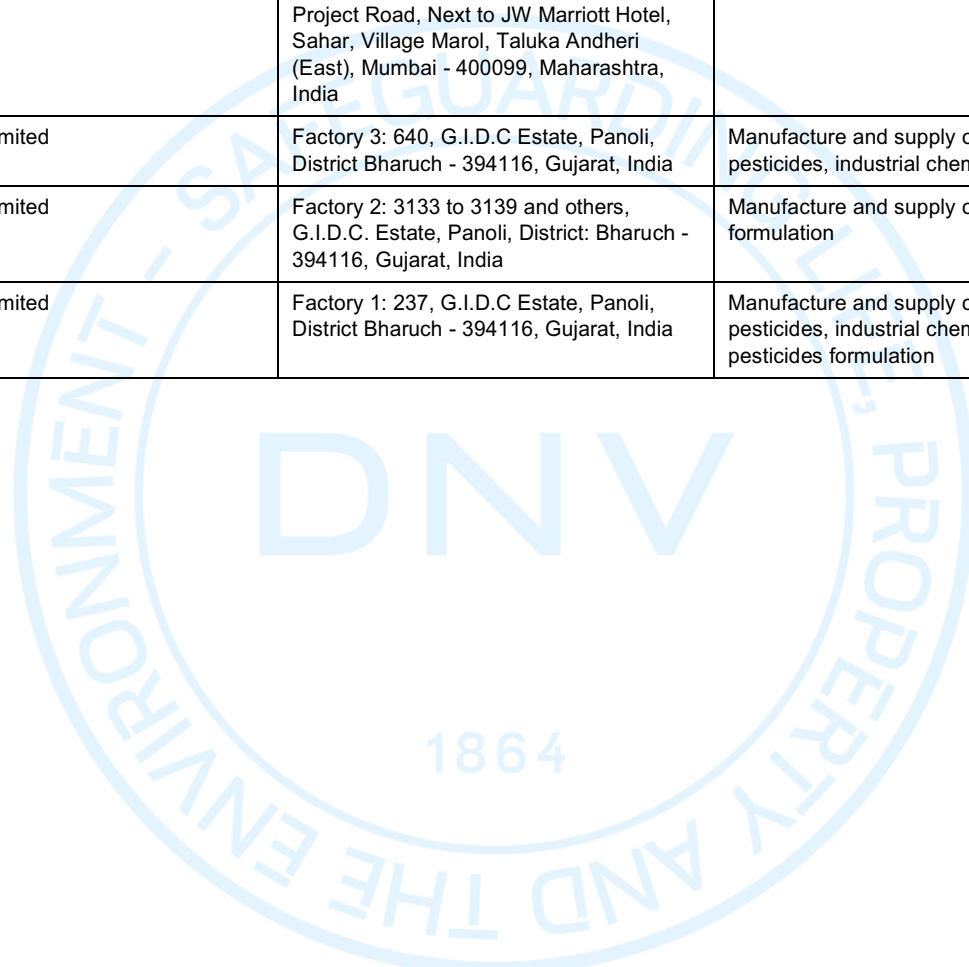 Project Road, Next to JW Marriott Hotel,
Sahar, Village Marol, Taluka Andheri
(East), Mumbai - 400099, Maharashtra,
India
mited
Factory 3: 640, G.I.D.C Estate, Panoli,
District Bharuch - 394116, Gujarat, India
Manufacture and supply o
pesticides, industrial chem
mited
Factory 2: 3133 to 3139 and others,
G.I.D.C. Estate, Panoli, District: Bharuch -
394116, Gujarat, India
Manufacture and supply o
formulation
mited
Factory 1: 237, G.I.D.C Estate, Panoli,
District Bharuch - 394116, Gujarat, India
Manufacture and supply o
pesticides, industrial chem
pesticides formulation
SAFEGUARDING LIFE, PROPERTY AND THE ENVIRONMENT -
DNV
1864